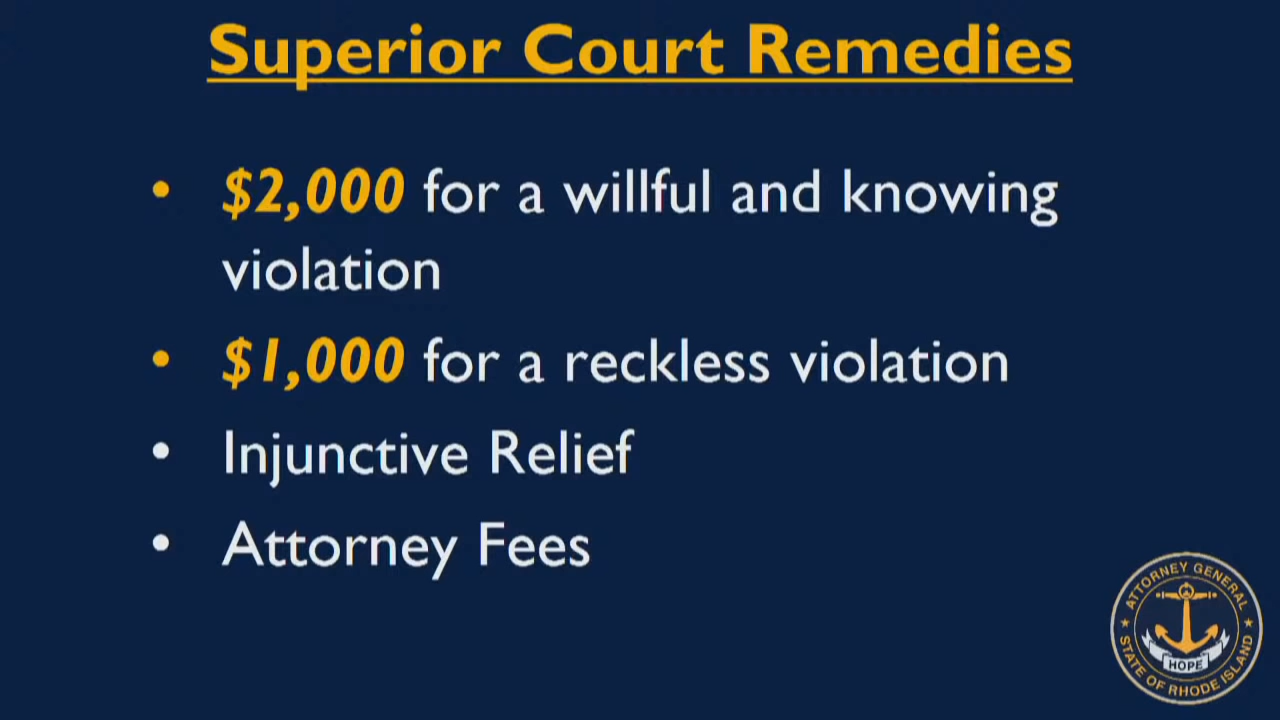 Superior Court Remedies
• $2,000 for a willful and knowing
violation
• $1,000 for a reckless violation
• Injunctive Relief
• Attorney Fees
ATTORNEY GENERAL
HOPE
STATE OF RHODE ISLAND